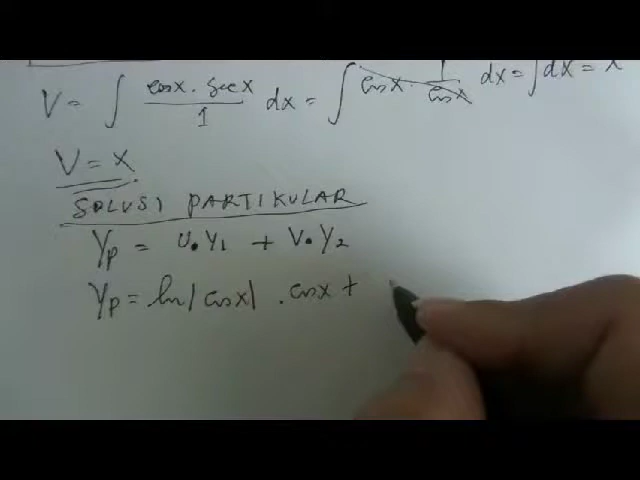 V = ∫ cos x . sec x / 1 dx = ∫ cos x . 1 / cos x dx = ∫ dx = x
V = x
SOLUSI PARTIKULAR
Yp = U . Y1 + V . Y2
Yp = ln |cos x| . cos x +